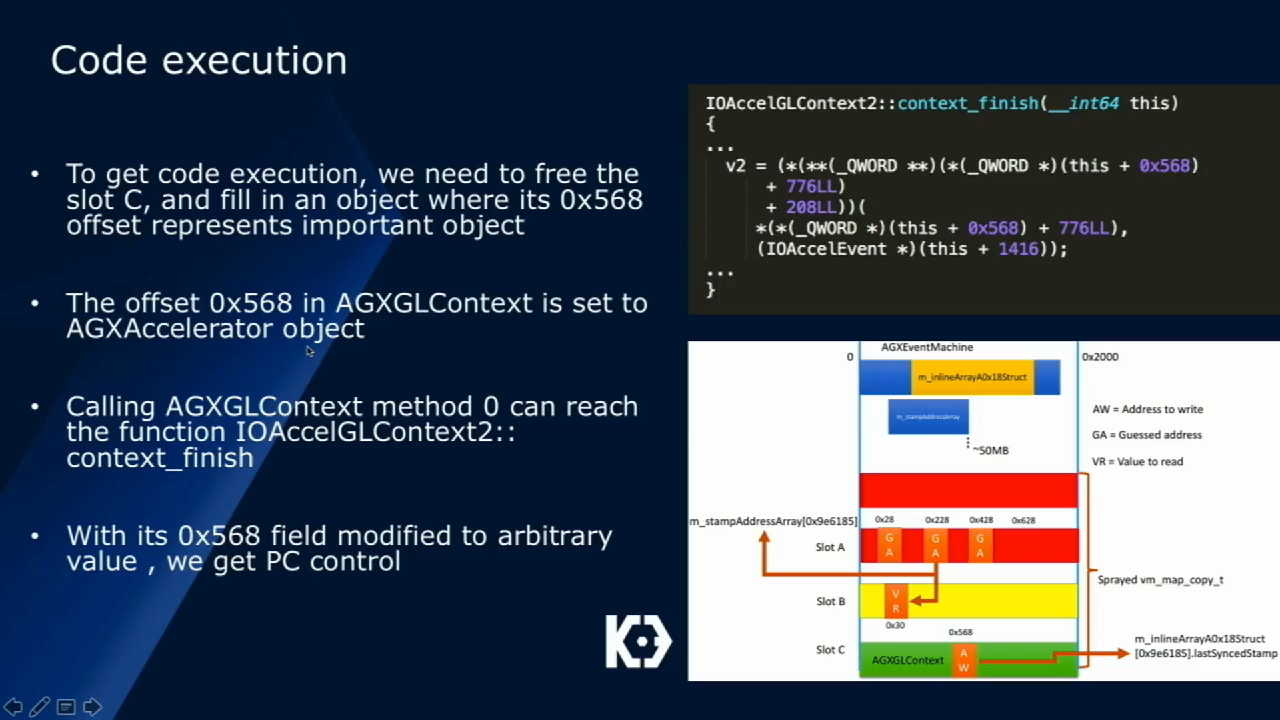 Code execution
• To get code execution, we need to free the
slot C, and fill in an object where its 0x568
offset represents important object
• The offset 0x568 in AGXGLContext is set to
AGXAccelerator object
• Calling AGXGLContext method 0 can reach
the function IOAccelGLContext2::
context_finish
• With its 0x568 field modified to arbitrary
value , we get PC control
IOAccelGLContext2::context_finish(__int64 this)
{
...
v2 = (*(**(_QWORD **)(*(_QWORD *)(this + 0x568)
+ 776LL)
+ 208LL))(
*(*(_QWORD *)(this + 0x568) + 776LL),
(IOAccelEvent *)(this + 1416));
...
}
AGXEventMachine
0
0x2000
m_inlineArrayA0x18Struct
m_stampAddressArray
~50MB
AW = Address to write
GA = Guessed address
VR = Value to read
m_stampAddressArray[0x9e6185]
0x28
0x228
0x428
0x628
Slot A
G
A
G
A
G
A
Sprayed vm_map_copy_t
Slot B
V
R
0x30
0x568
Slot C
AGXGLContext
A
W
m_inlineArrayA0x18Struct
[0x9e6185].lastSyncedStamp